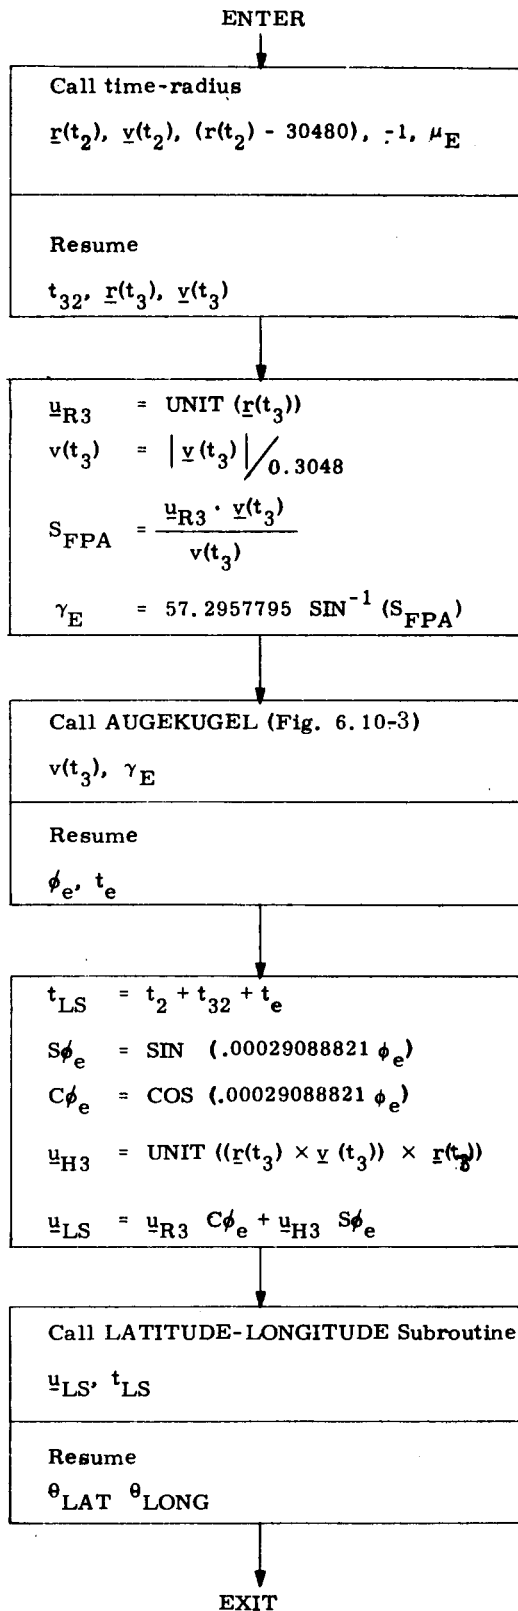 ENTER
Call time-radius
r(t2), v(t2), (r(t2) - 30480), -1, μE
Resume
t32, r(t3), v(t3)
uR3 = UNIT (r(t3))
v(t3) = |v(t3)|/0.3048
SFPA = uR3 · v(t3) / v(t3)
γE = 57.2957795 SIN-1 (SFPA)
Call AUGEKUGEL (Fig. 6.10-3)
v(t3), γE
Resume
ϕe, te
tLS = t2 + t32 + te
Sϕe = SIN (.00029088821 ϕe)
Cϕe = COS (.00029088821 ϕe)
uH3 = UNIT ((r(t3) × v (t3)) × r(t3))
uLS = uR3 Cϕe + uH3 Sϕe
Call LATITUDE-LONGITUDE Subroutine
uLS, tLS
Resume
θLAT θLONG
EXIT